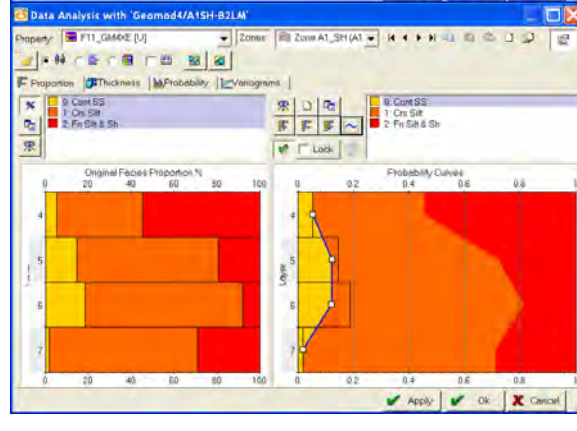 Data Analysis with 'Geomod4/A1SH-B2LM'
Property: F11_GM4XE [U] Zones: Zone A1_SH (A1
Proportion Thickness Probability Variograms
%
0: Cont SS
1: Crs Silt
2: Fn Silt & Sh
0: Cont SS
1: Crs Silt
2: Fn Silt & Sh
Lock
Original Facies Proportion %
Probability Curves
0 20 40 60 80 100
0 0.2 0.4 0.6 0.8
4
5
6
7
Layer
4
5
6
7
0 20 40 60 80 100
0 0.2 0.4 0.6 0.8
Apply Ok Cancel